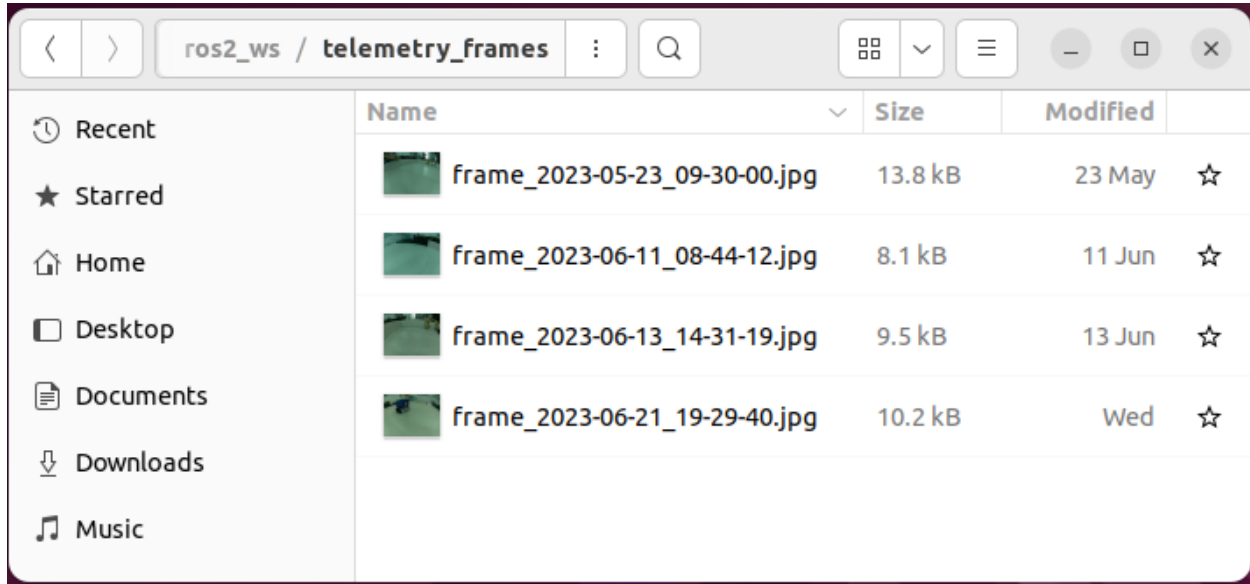 ros2_ws / telemetry_frames
Name Size Modified
Recent
Starred
Home
Desktop
Documents
Downloads
Music
frame_2023-05-23_09-30-00.jpg 13.8 kB 23 May
frame_2023-06-11_08-44-12.jpg 8.1 kB 11 Jun
frame_2023-06-13_14-31-19.jpg 9.5 kB 13 Jun
frame_2023-06-21_19-29-40.jpg 10.2 kB Wed